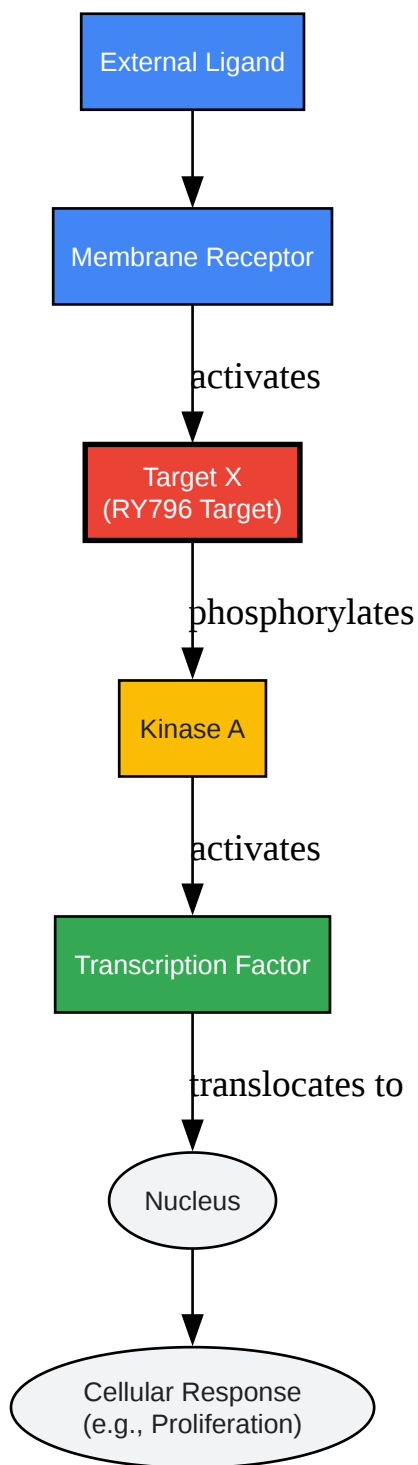 External Ligand
Membrane Receptor
activates
Target X
(RY796 Target)
phosphorylates
Kinase A
activates
Transcription Factor
translocates to
Nucleus
Cellular Response
(e.g., Proliferation)